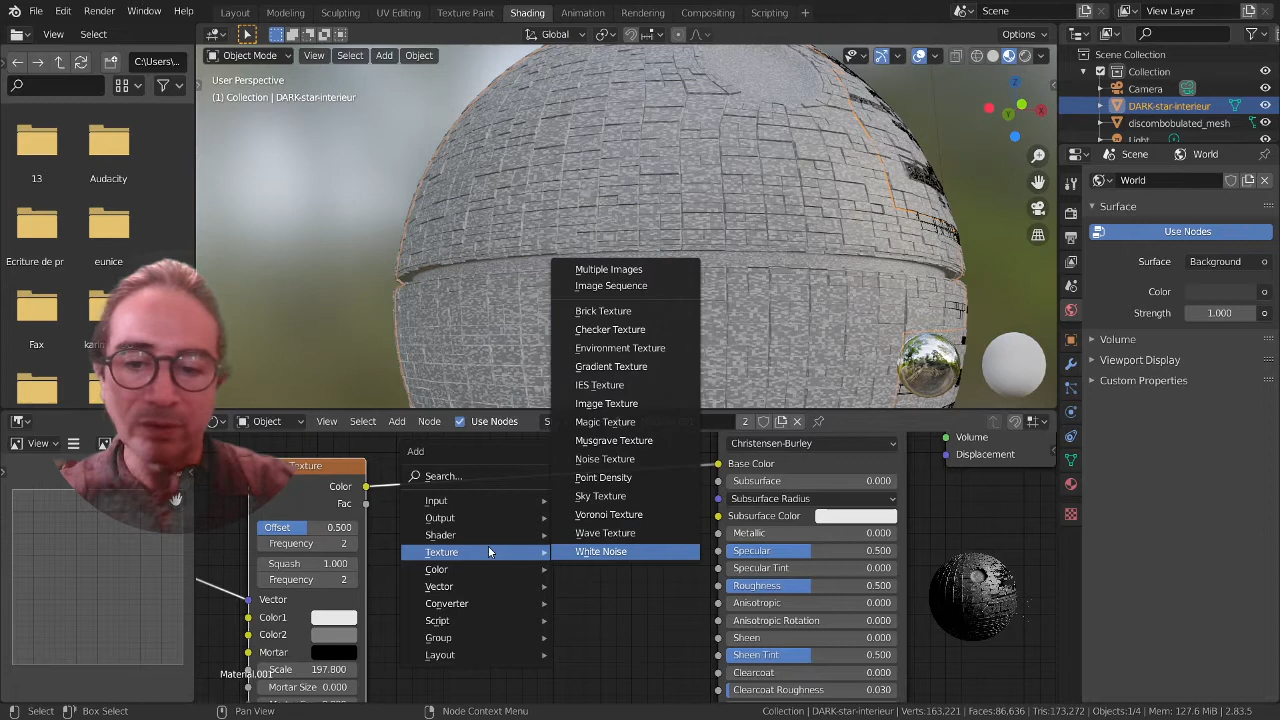 File Edit Render Window Help Layout Modeling Sculpting UV Editing Texture Paint Shading Animation Rendering Compositing Scripting Scene View Layer
View Select Global Options
C:\Users\... Object Mode View Select Add Object
User Perspective
(1) Collection | DARK-star-interieur
13 Audacity
Ecriture de pr eunice
Fax
Scene Collection
Collection
Camera
DARK-star-interieur
discombobulated_mesh
Light
Scene World
World
Surface
Use Nodes
Surface Background
Color
Strength 1.000
Volume
Viewport Display
Custom Properties
X
Y
Z
Multiple Images
Image Sequence
Brick Texture
Checker Texture
Environment Texture
Gradient Texture
IES Texture
Image Texture
Magic Texture
Musgrave Texture
Noise Texture
Point Density
Sky Texture
Voronoi Texture
Wave Texture
White Noise
View
Object View Select Add Node Use Nodes 2
Add
Search...
Input
Output
Shader
Texture
Color
Vector
Converter
Script
Group
Layout
Texture
Color
Fac
Offset 0.500
Frequency 2
Squash 1.000
Frequency 2
Vector
Color1
Color2
Mortar
Scale 197.800
Mortar Size 0.000
Material.001
Christensen-Burley
Base Color
Subsurface 0.000
Subsurface Radius
Subsurface Color
Metallic 0.000
Specular 0.500
Specular Tint 0.000
Roughness 0.500
Anisotropic 0.000
Anisotropic Rotation 0.000
Sheen 0.000
Sheen Tint 0.500
Clearcoat 0.000
Clearcoat Roughness 0.030
Volume
Displacement
Select Box Select Pan View Node Context Menu Collection | DARK-star-interieur | Verts:163,221 | Faces:86,636 | Tris:173,272 | Objects:1/4 | Mem: 127.6 MiB | 2.83.5